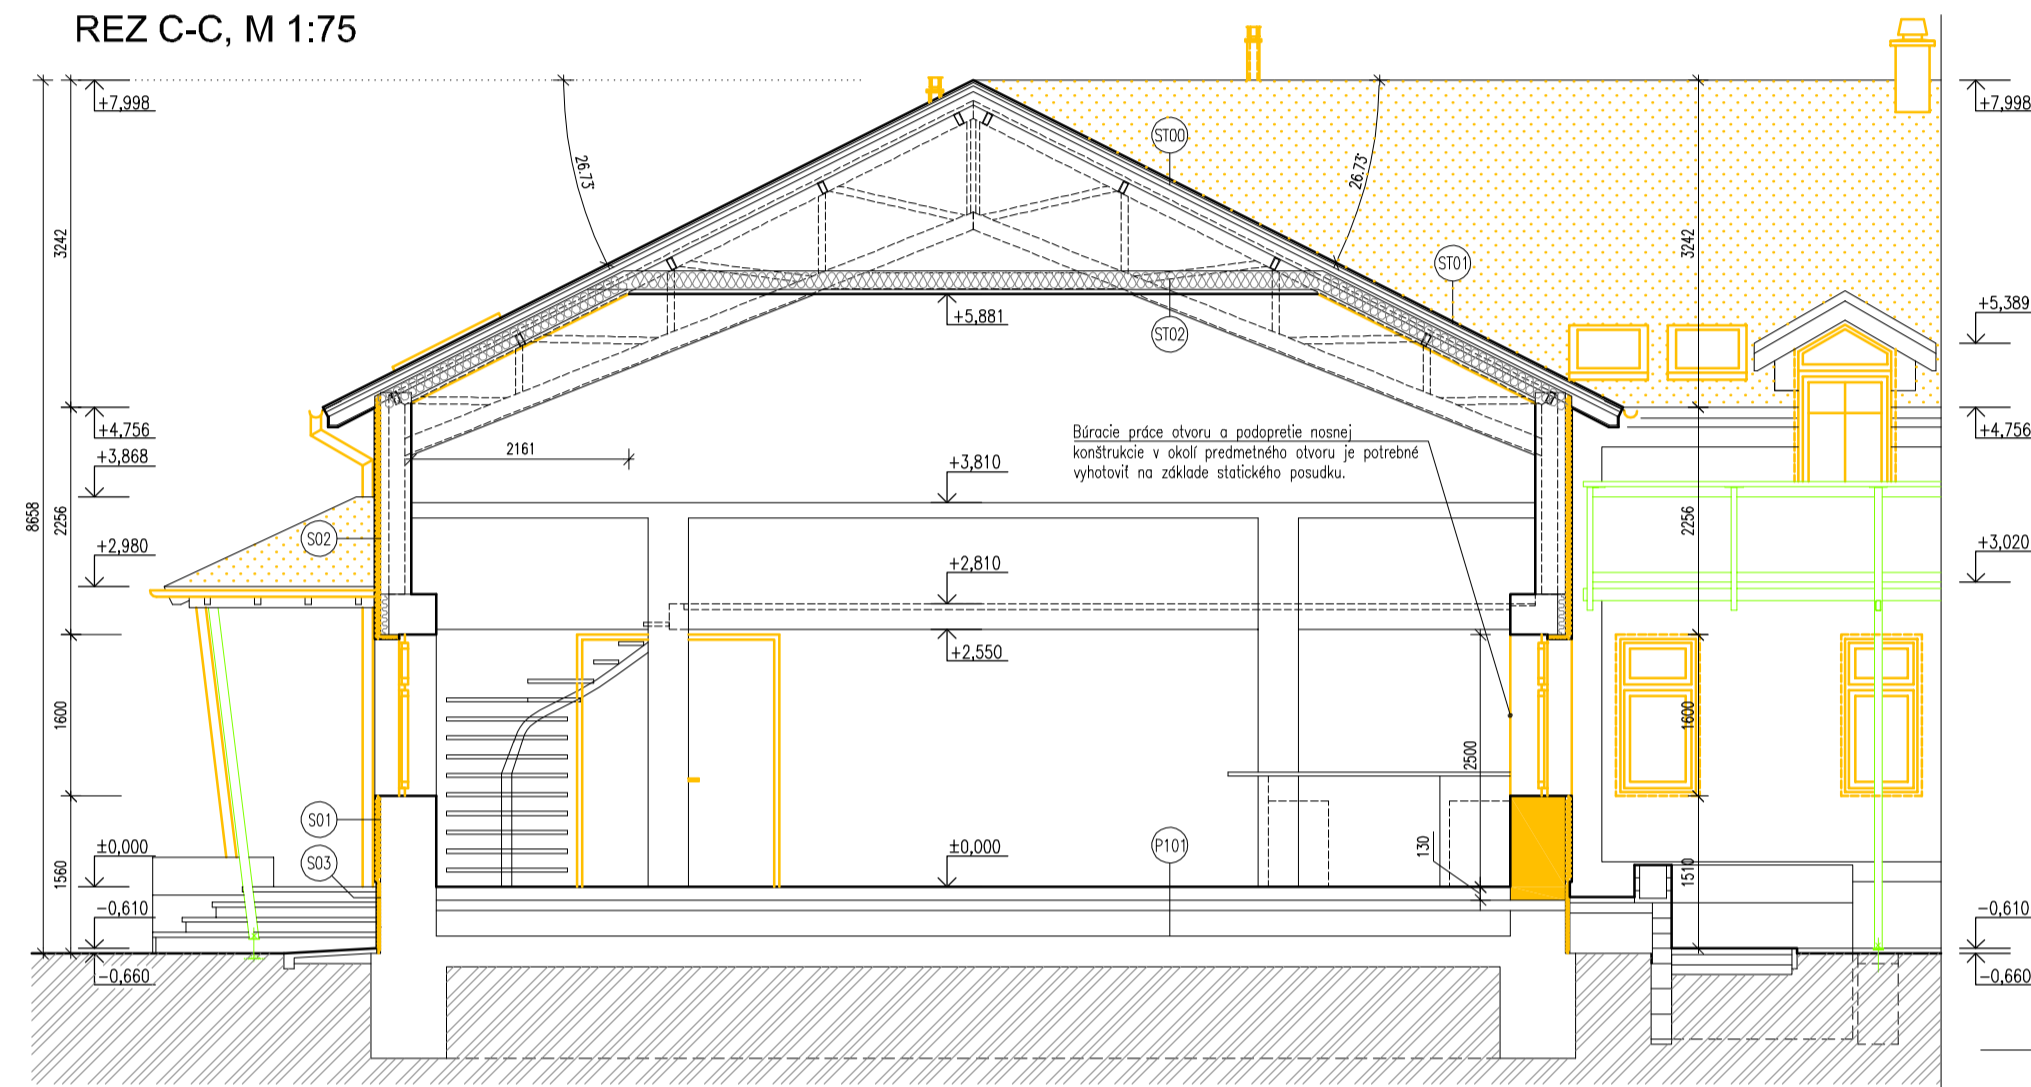 REZ C-C, M 1:75
+7,998
+7,998
ST00
26.73°
26.73°
3242
3242
ST01
+5,881
ST02
+5,389
+4,756
+4,756
+3,868
2161
+3,810
Búracie práce otvoru a podopretie nosnej
konštrukcie v okolí predmetného otvoru je potrebné
vyhotoviť na základe statického posudku.
8658
2256
2256
S02
+2,980
+2,810
+3,020
+2,550
1600
1600
2500
S01
±0,000
±0,000
P101
130
S03
1560
1510
-0,610
-0,610
-0,660
-0,660